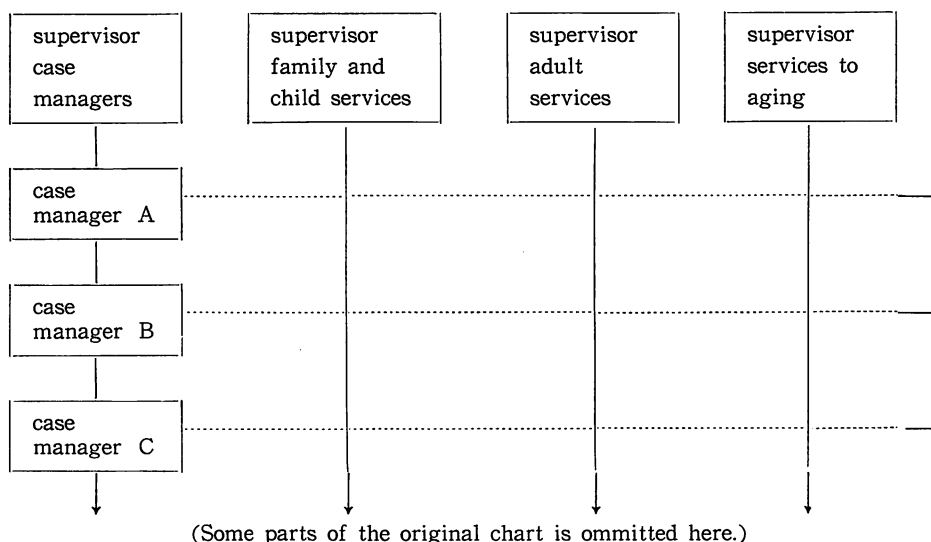 supervisor
case
managers
supervisor
family and
child services
supervisor
adult
services
supervisor
services to
aging
case
manager A
case
manager B
case
manager C
(Some parts of the original chart is ommitted here.)